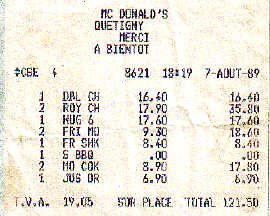 MC DONALD'S
QUETIGNY
MERCI
A BIENTOT
CBE 8621 18:19 7-AOUT-89
1 DBL CH 16.40 16.40
2 ROY CH 17.90 35.80
1 NUG 6 17.60 17.60
2 FRI MO 9.30 18.60
1 FR SHK 8.40 8.40
1 S BBQ .00 .00
2 MO COK 8.90 17.80
1 JUS OR 6.90 6.90
T.V.A. 19.05 SUR PLACE TOTAL 121.50